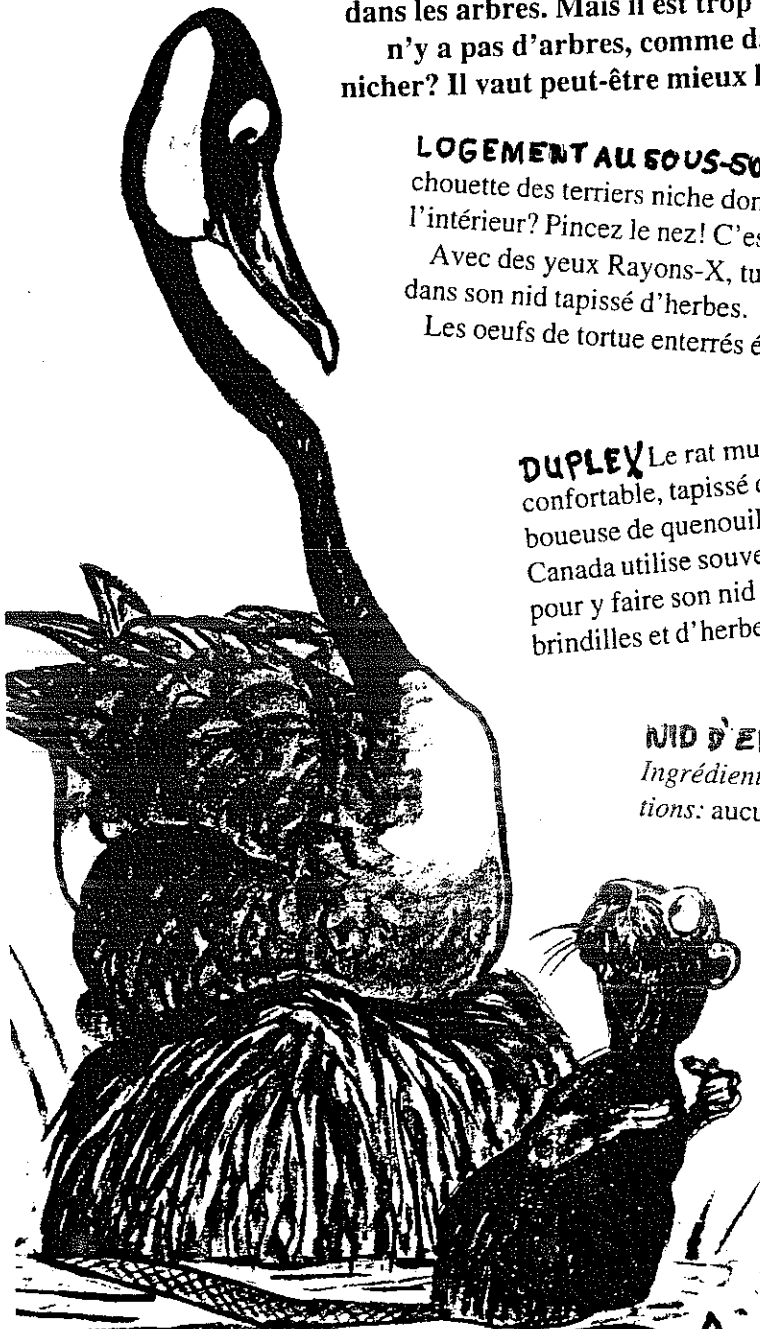 dans les arbres. Mais il est trop
n'y a pas d'arbres, comme da
nicher? Il vaut peut-être mieux l
LOGEMENT AU SOUS-SO
chouette des terriers niche don
l'intérieur? Pincez le nez! C'es
Avec des yeux Rayons-X, tu
dans son nid tapissé d'herbes.
Les oeufs de tortue enterrés é
DUPLEX Le rat mu
confortable, tapissé d
boueuse de quenouil
Canada utilise souve
pour y faire son nid
brindilles et d'herbe
NID D'E
Ingrédient
tions: aucu